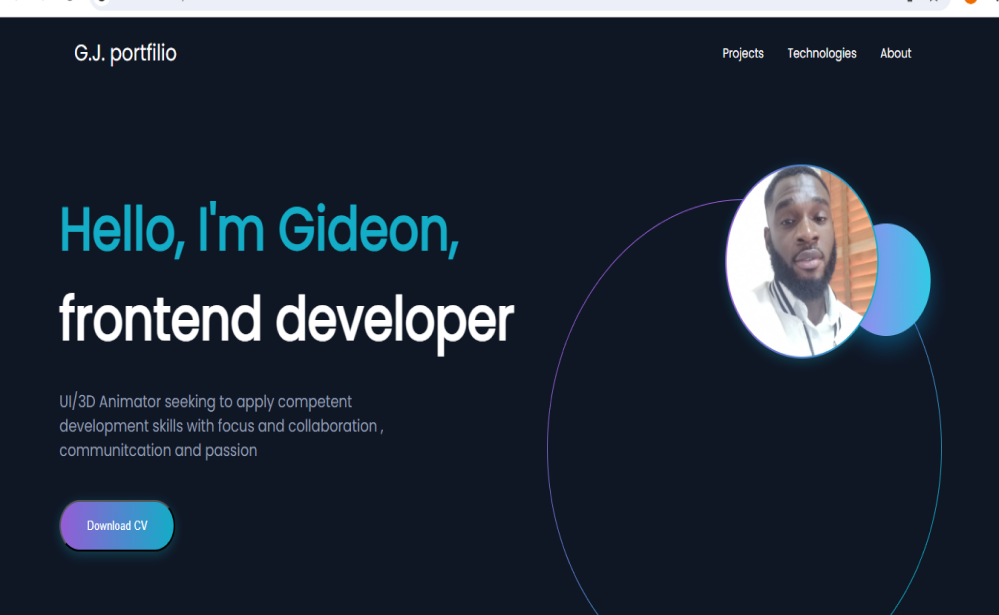 G.J. portfilio
Projects Technologies About
Hello, I'm Gideon,
frontend developer
UI/3D Animator seeking to apply competent
development skills with focus and collaboration ,
communitcation and passion
Download CV